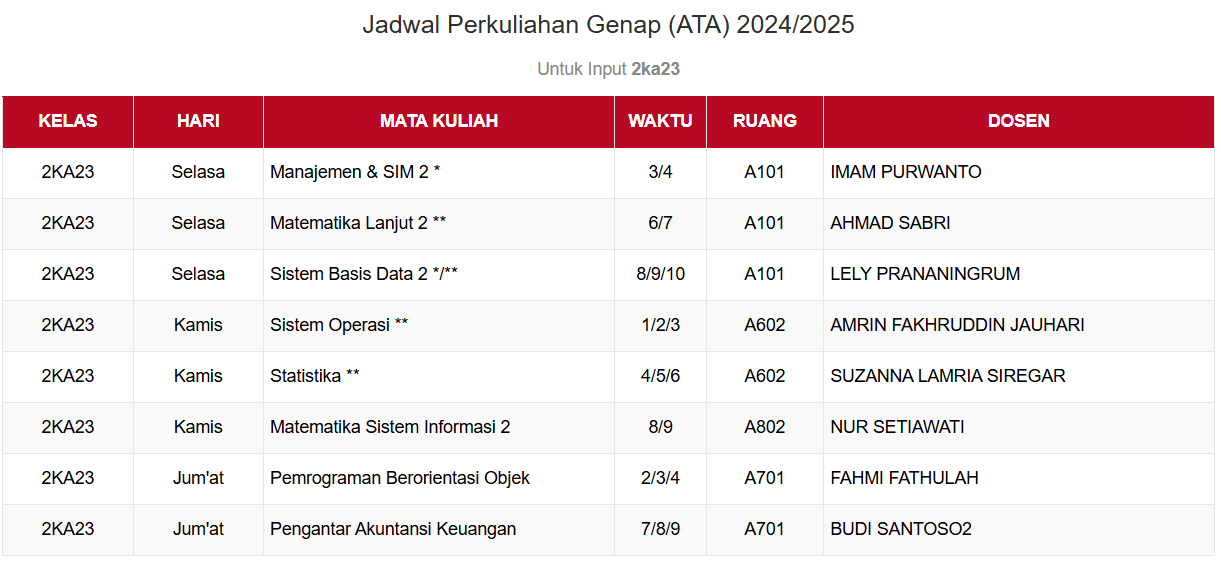 Jadwal Perkuliahan Genap (ATA) 2024/2025
Untuk Input 2ka23
KELAS HARI MATA KULIAH WAKTU RUANG DOSEN
2KA23 Selasa Manajemen & SIM 2 * 3/4 A101 IMAM PURWANTO
2KA23 Selasa Matematika Lanjut 2 ** 6/7 A101 AHMAD SABRI
2KA23 Selasa Sistem Basis Data 2 */** 8/9/10 A101 LELY PRANANINGRUM
2KA23 Kamis Sistem Operasi ** 1/2/3 A602 AMRIN FAKHRUDDIN JAUHARI
2KA23 Kamis Statistika ** 4/5/6 A602 SUZANNA LAMRIA SIREGAR
2KA23 Kamis Matematika Sistem Informasi 2 8/9 A802 NUR SETIAWATI
2KA23 Jum'at Pemrograman Berorientasi Objek 2/3/4 A701 FAHMI FATHULAH
2KA23 Jum'at Pengantar Akuntansi Keuangan 7/8/9 A701 BUDI SANTOSO2